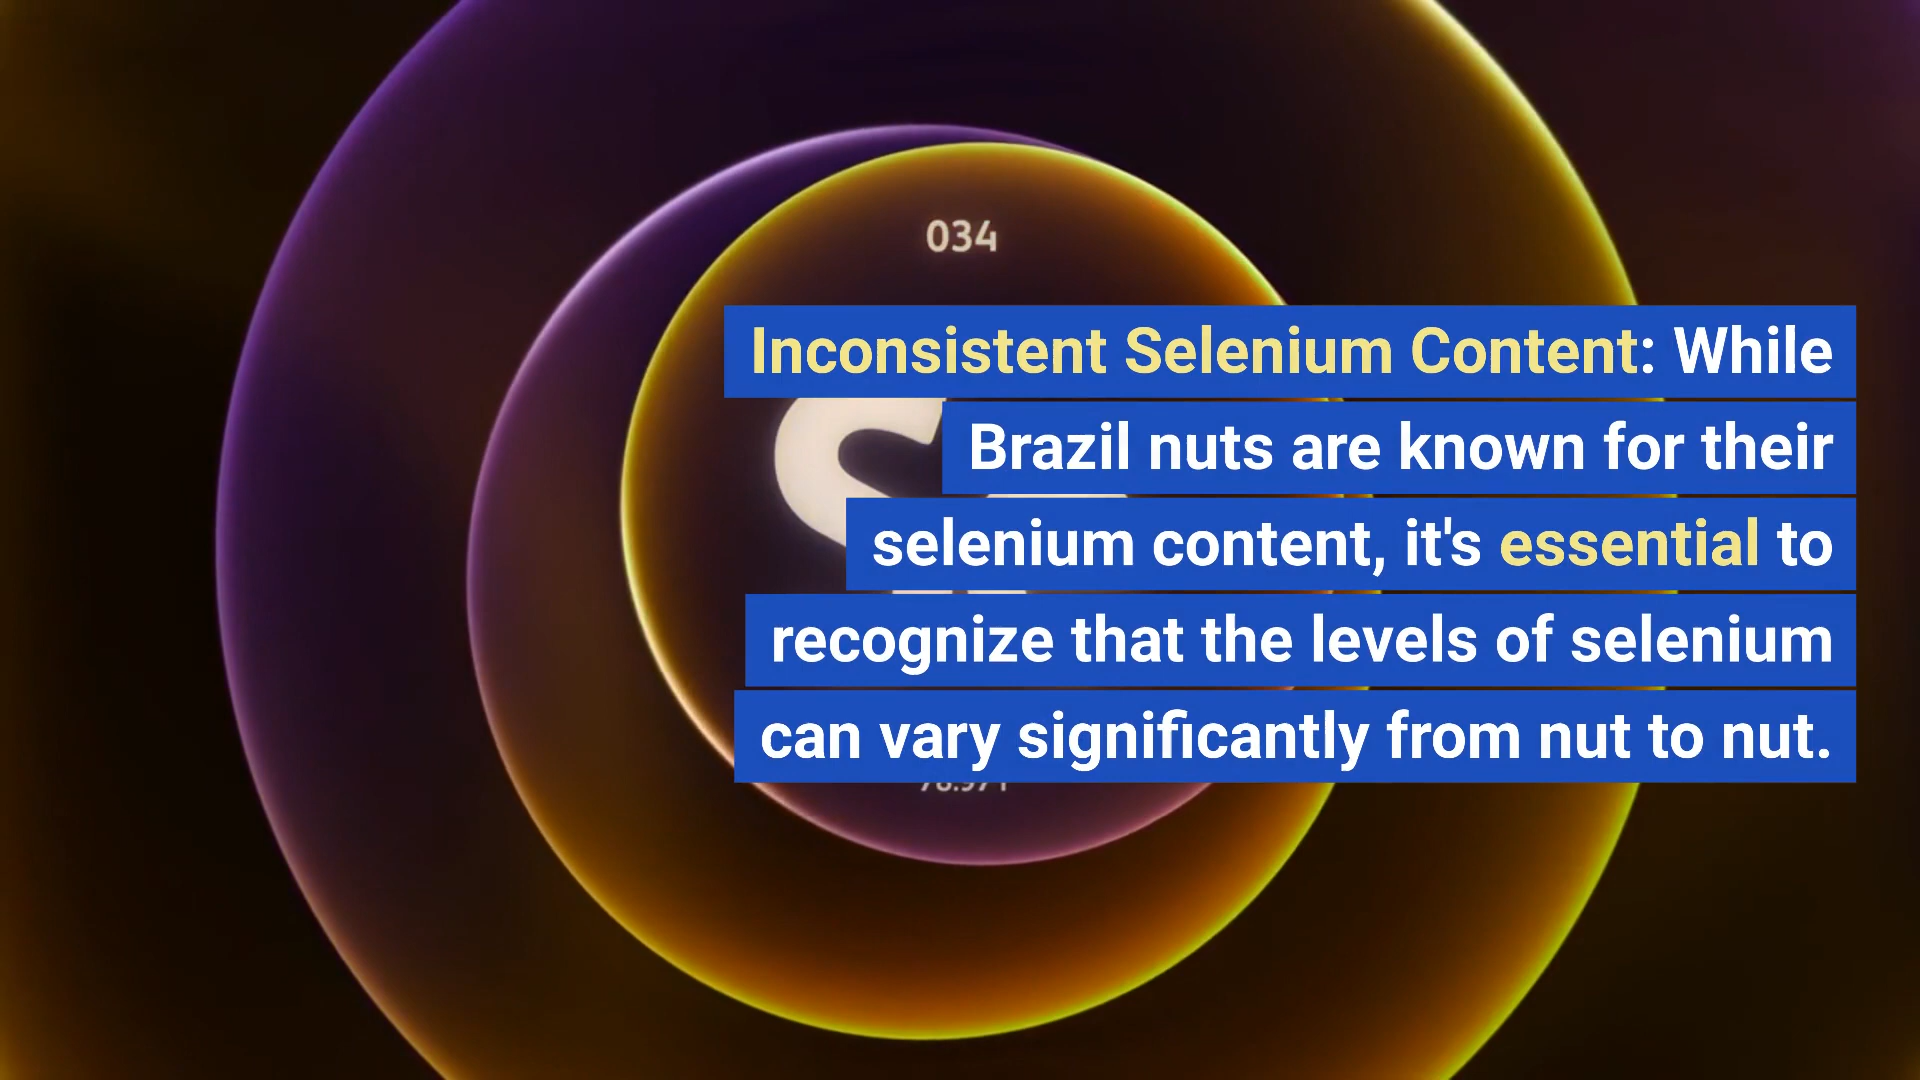 034
Inconsistent Selenium Content: While
Brazil nuts are known for their
selenium content, it's essential to
recognize that the levels of selenium
can vary significantly from nut to nut.